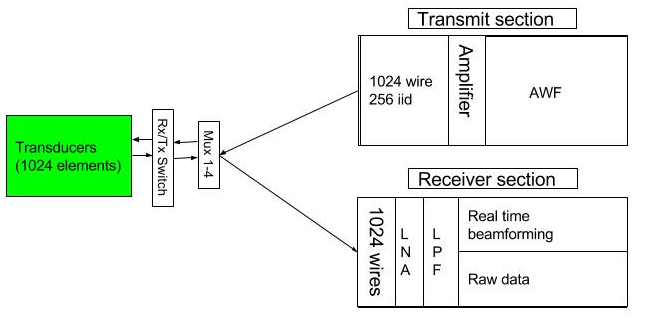 Transmit section
1024 wire
256 iid
Amplifier
AWF
Transducers
(1024 elements)
Rx/Tx Switch
Mux 1-4
Receiver section
1024 wires
L
N
A
L
P
F
Real time
beamforming
Raw data